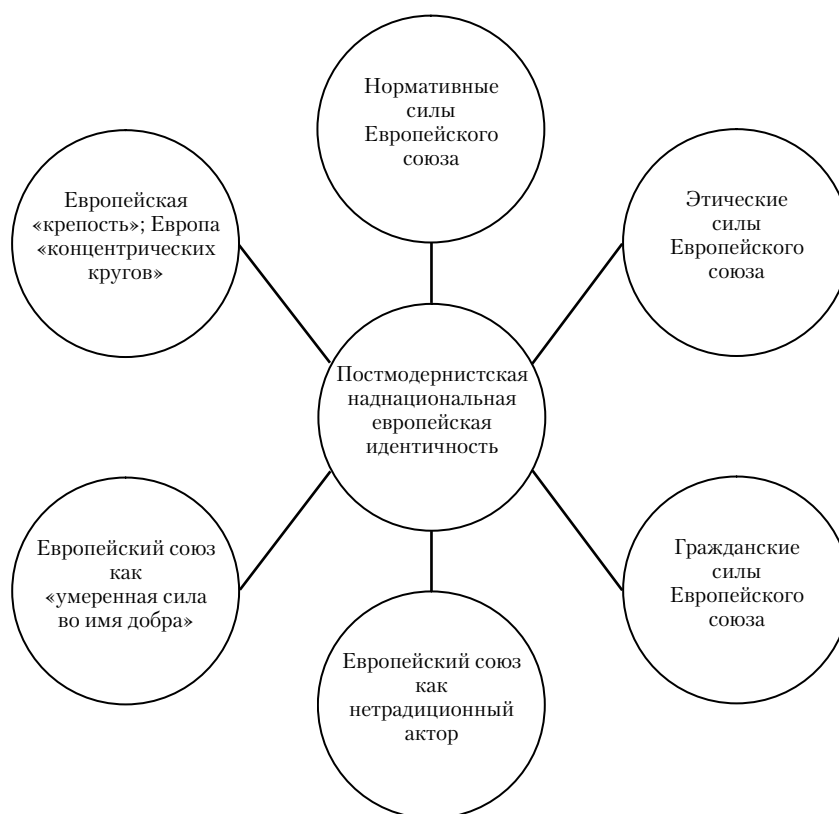 Нормативные
силы
Европейского
союза
Европейская
«крепость»; Европа
«концентрических
кругов»
Этические
силы
Европейского
союза
Постмодернистская
наднациональная
европейская
идентичность
Европейский союз
как
«умеренная сила
во имя добра»
Гражданские
силы
Европейского
союза
Европейский союз
как
нетрадиционный
актор